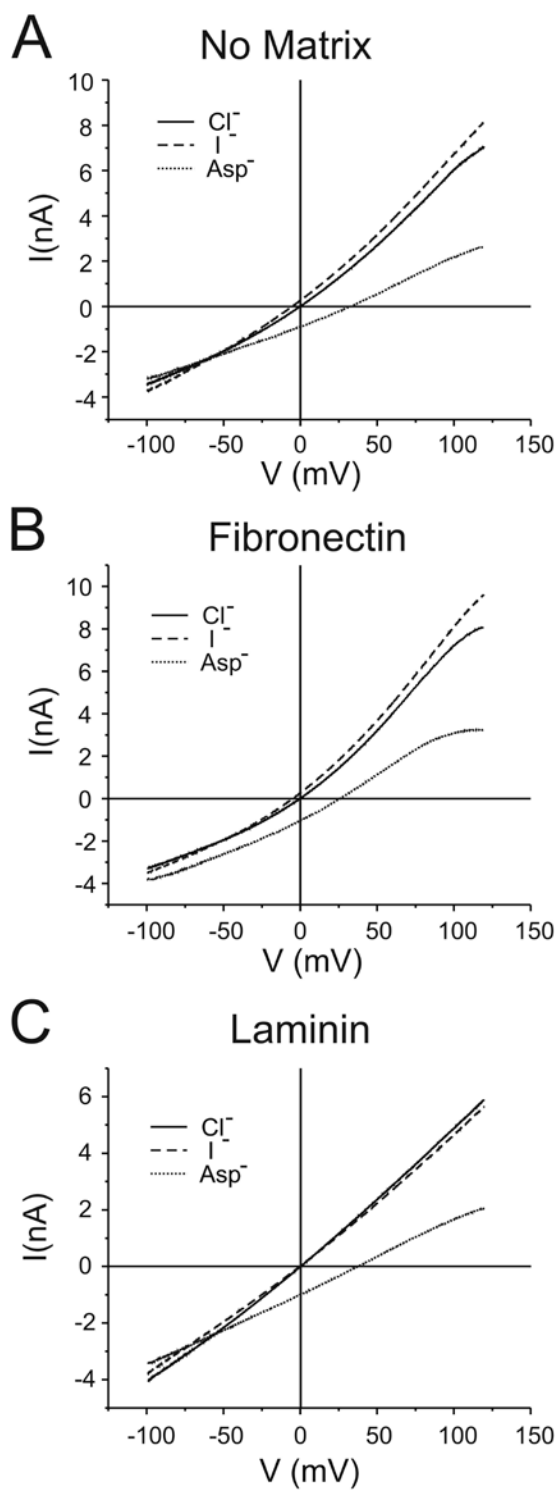 A
No Matrix
10
8
6
4
2
0
-2
-4
I(nA)
Cl⁻
I⁻
Asp⁻
-100 -50 0 50 100 150
V (mV)
B
Fibronectin
10
8
6
4
2
0
-2
-4
I(nA)
Cl⁻
I⁻
Asp⁻
-100 -50 0 50 100 150
V (mV)
C
Laminin
6
4
2
0
-2
-4
I(nA)
Cl⁻
I⁻
Asp⁻
-100 -50 0 50 100 150
V (mV)